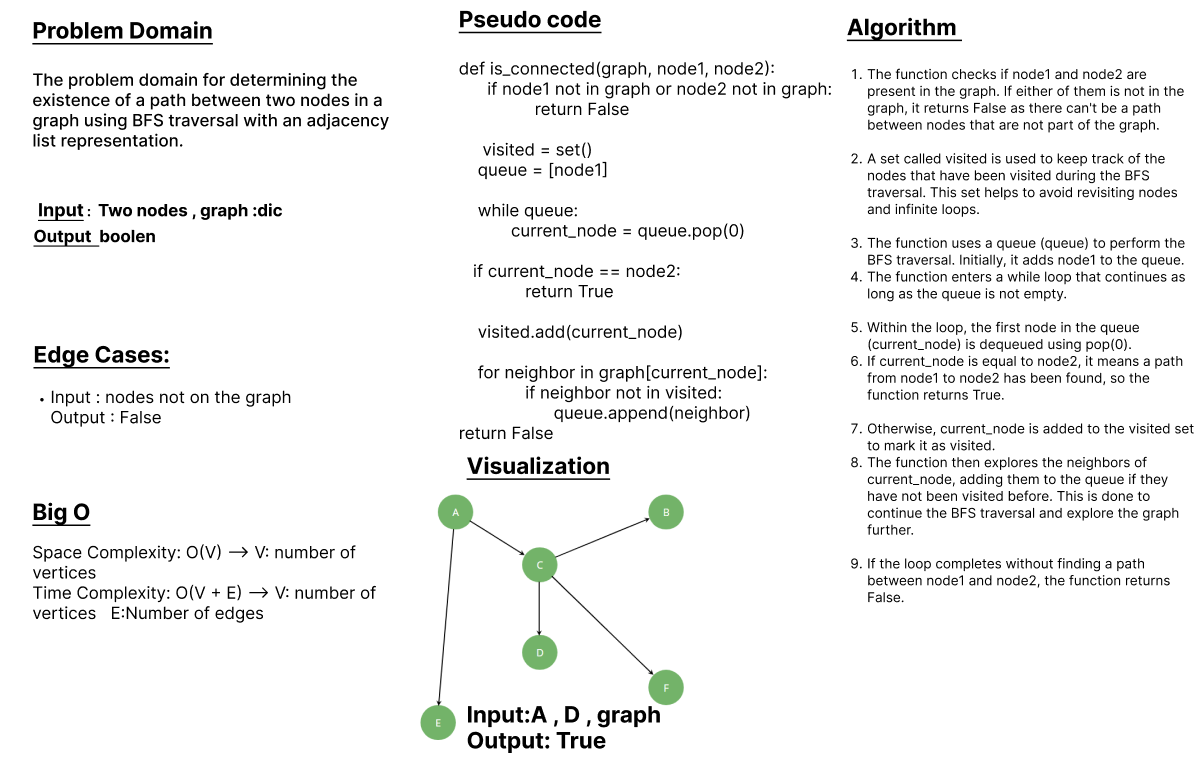 Problem Domain
The problem domain for determining the
existence of a path between two nodes in a
graph using BFS traversal with an adjacency
list representation.
Input : Two nodes , graph :dic
Output boolen
Edge Cases:
• Input : nodes not on the graph
Output : False
Big O
Space Complexity: O(V) —> V: number of
vertices
Time Complexity: O(V + E) —> V: number of
vertices E:Number of edges
Pseudo code
def is_connected(graph, node1, node2):
if node1 not in graph or node2 not in graph:
return False
visited = set()
queue = [node1]
while queue:
current_node = queue.pop(0)
if current_node == node2:
return True
visited.add(current_node)
for neighbor in graph[current_node]:
if neighbor not in visited:
queue.append(neighbor)
return False
Visualization
A
B
C
D
F
E
Input:A , D , graph
Output: True
Algorithm
1. The function checks if node1 and node2 are
present in the graph. If either of them is not in the
graph, it returns False as there can't be a path
between nodes that are not part of the graph.
2. A set called visited is used to keep track of the
nodes that have been visited during the BFS
traversal. This set helps to avoid revisiting nodes
and infinite loops.
3. The function uses a queue (queue) to perform the
BFS traversal. Initially, it adds node1 to the queue.
4. The function enters a while loop that continues as
long as the queue is not empty.
5. Within the loop, the first node in the queue
(current_node) is dequeued using pop(0).
6. If current_node is equal to node2, it means a path
from node1 to node2 has been found, so the
function returns True.
7. Otherwise, current_node is added to the visited set
to mark it as visited.
8. The function then explores the neighbors of
current_node, adding them to the queue if they
have not been visited before. This is done to
continue the BFS traversal and explore the graph
further.
9. If the loop completes without finding a path
between node1 and node2, the function returns
False.